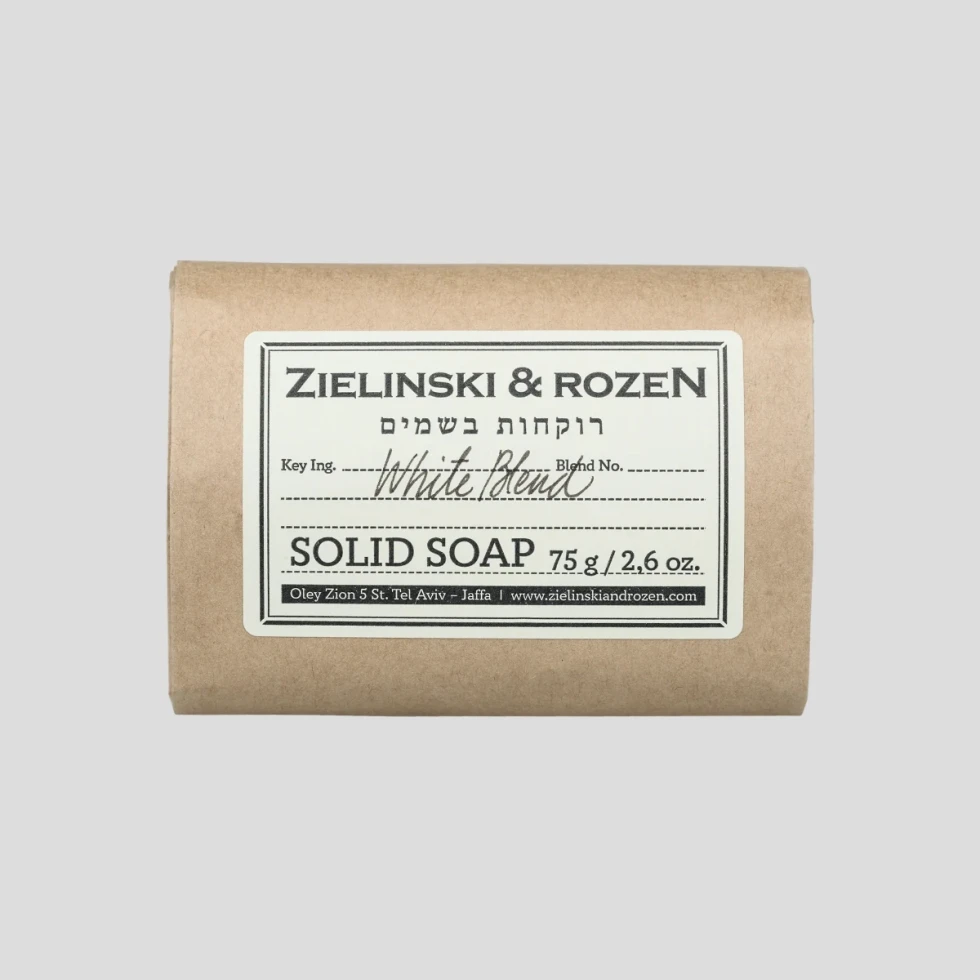 ZIELINSKI & ROZEN
רוקחות בשמים
Key Ing. White Blend Blend No.
SOLID SOAP 75 g / 2,6 oz.
Oley Zion 5 St. Tel Aviv – Jaffa | www.zielinskiandrozen.com